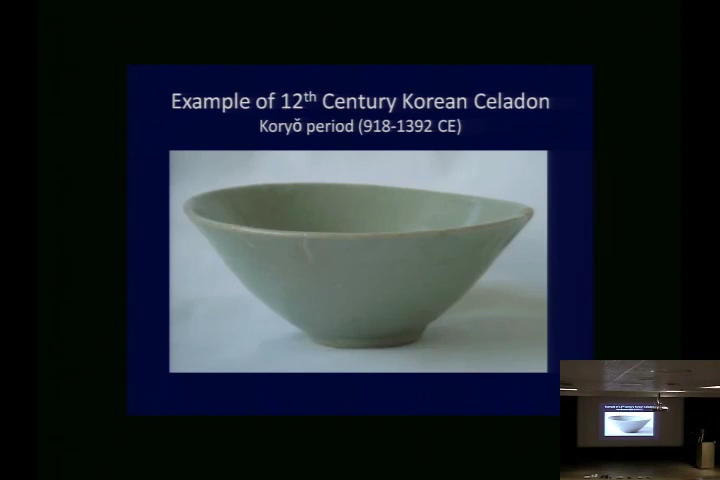 Example of 12th Century Korean Celadon
Koryŏ period (918-1392 CE)